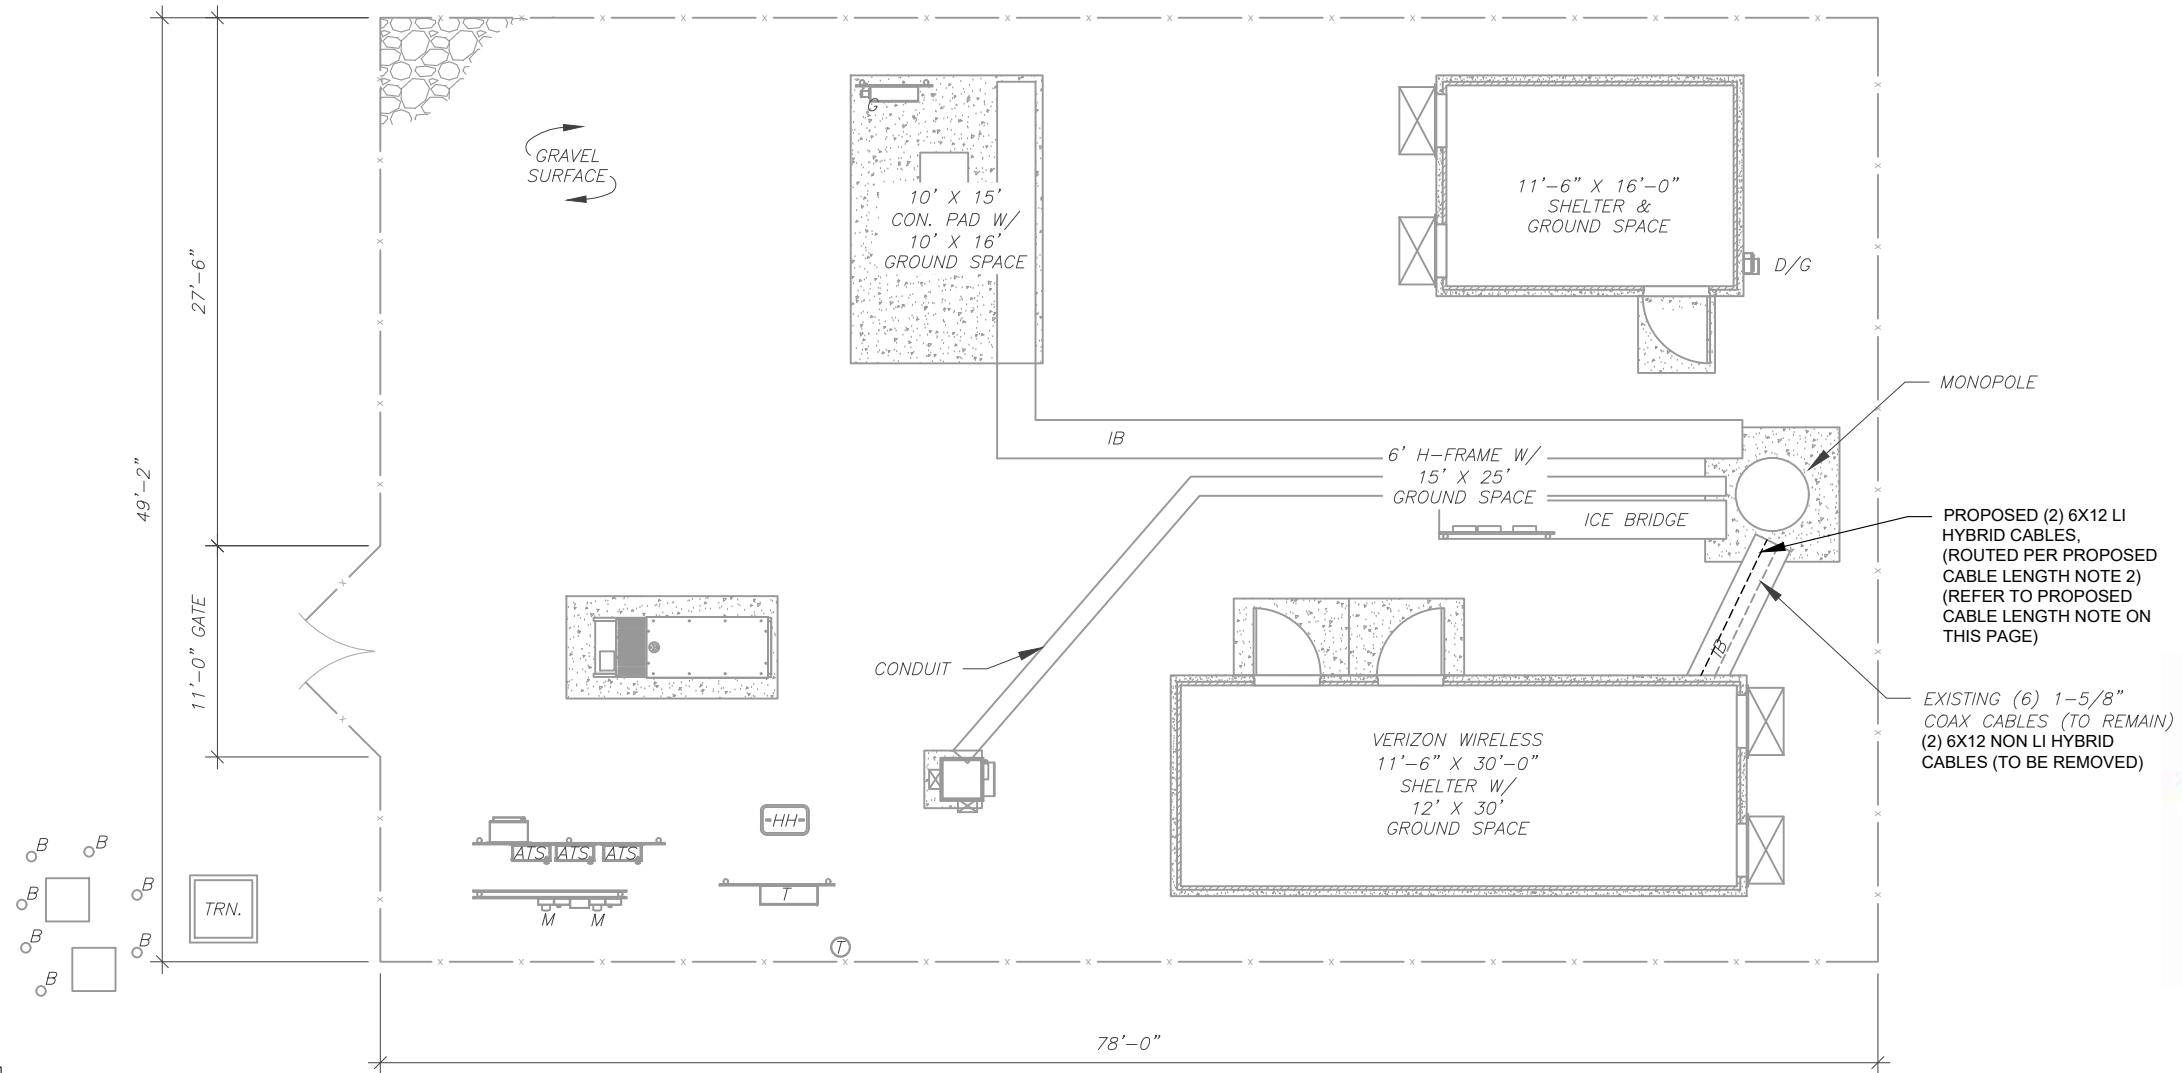 GRAVEL
SURFACE
G
10' X 15'
CON. PAD W/
10' X 16'
GROUND SPACE
11'-6" X 16'-0"
SHELTER &
GROUND SPACE
D/G
27'-6"
49'-2"
11'-0" GATE
MONOPOLE
IB
6' H-FRAME W/
15' X 25'
GROUND SPACE
ICE BRIDGE
PROPOSED (2) 6X12 LI
HYBRID CABLES,
(ROUTED PER PROPOSED
CABLE LENGTH NOTE 2)
(REFER TO PROPOSED
CABLE LENGTH NOTE ON
THIS PAGE)
IB
CONDUIT
EXISTING (6) 1-5/8"
COAX CABLES (TO REMAIN)
(2) 6X12 NON LI HYBRID
CABLES (TO BE REMOVED)
VERIZON WIRELESS
11'-6" X 30'-0"
SHELTER W/
12' X 30'
GROUND SPACE
HH
ATS ATS ATS
T
M M
T
B
B
B
B
B
B
B
TRN.
78'-0"